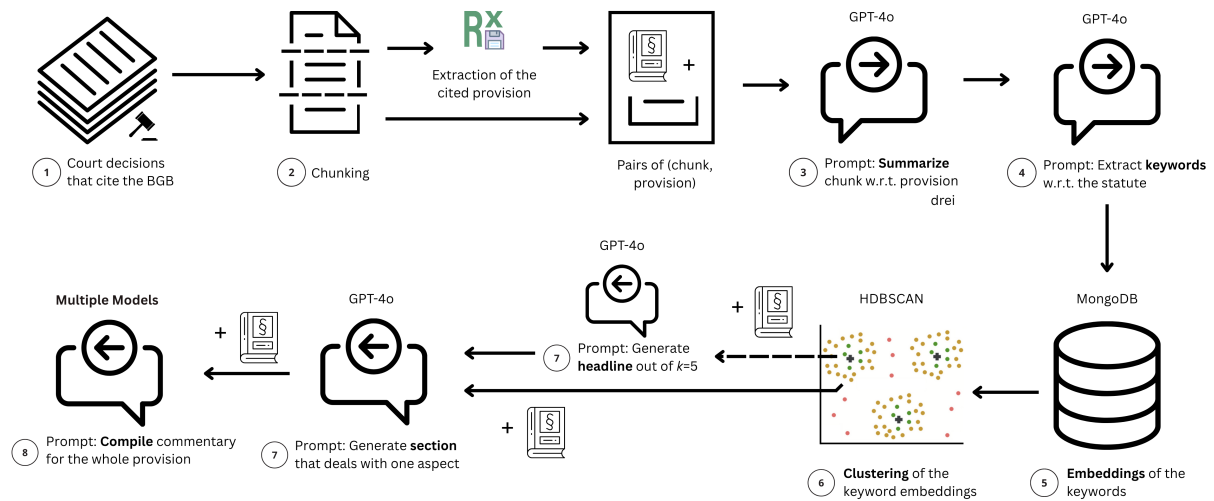 GPT-4o
GPT-4o
Rx
§
+
Extraction of the
cited provision
1 Court decisions
that cite the BGB
2 Chunking
Pairs of (chunk,
provision)
3 Prompt: Summarize
chunk w.r.t. provision
drei
4 Prompt: Extract keywords
w.r.t. the statute
GPT-4o
Multiple Models
GPT-4o
+ §
HDBSCAN
MongoDB
+ §
7 Prompt: Generate
headline out of k=5
+ §
8 Prompt: Compile commentary
for the whole provision
7 Prompt: Generate section
that deals with one aspect
6 Clustering of the
keyword embeddings
5 Embeddings of the
keywords